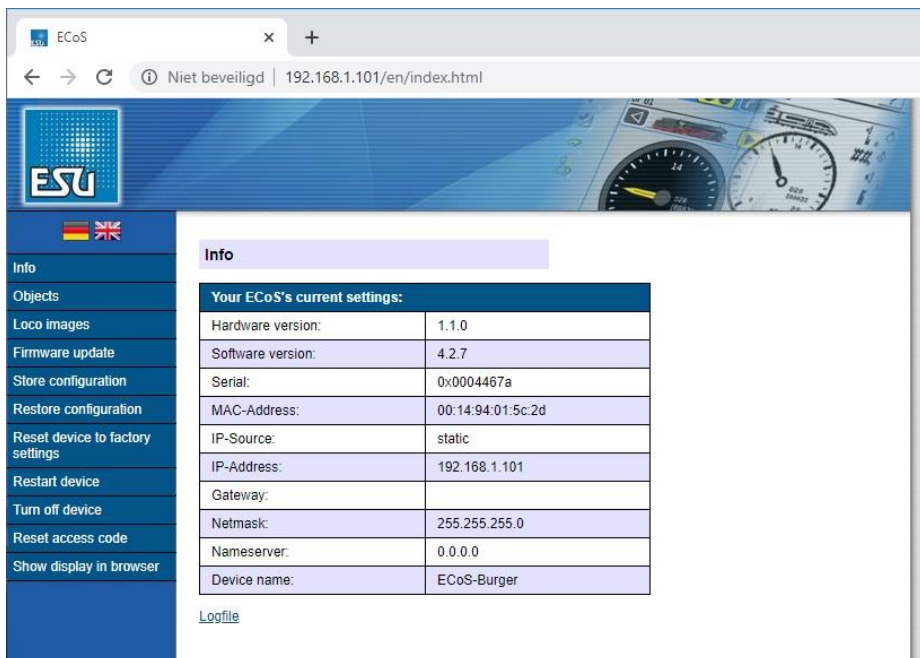 ECoS
Niet beveiligd | 192.168.1.101/en/index.html
ESU
Info
Objects
Loco images
Firmware update
Store configuration
Restore configuration
Reset device to factory
settings
Restart device
Turn off device
Reset access code
Show display in browser
Info
Your ECoS's current settings:
Hardware version: 1.1.0
Software version: 4.2.7
Serial: 0x0004467a
MAC-Address: 00:14:94:01:5c:2d
IP-Source: static
IP-Address: 192.168.1.101
Gateway:
Netmask: 255.255.255.0
Nameserver: 0.0.0.0
Device name: ECoS-Burger
Logfile